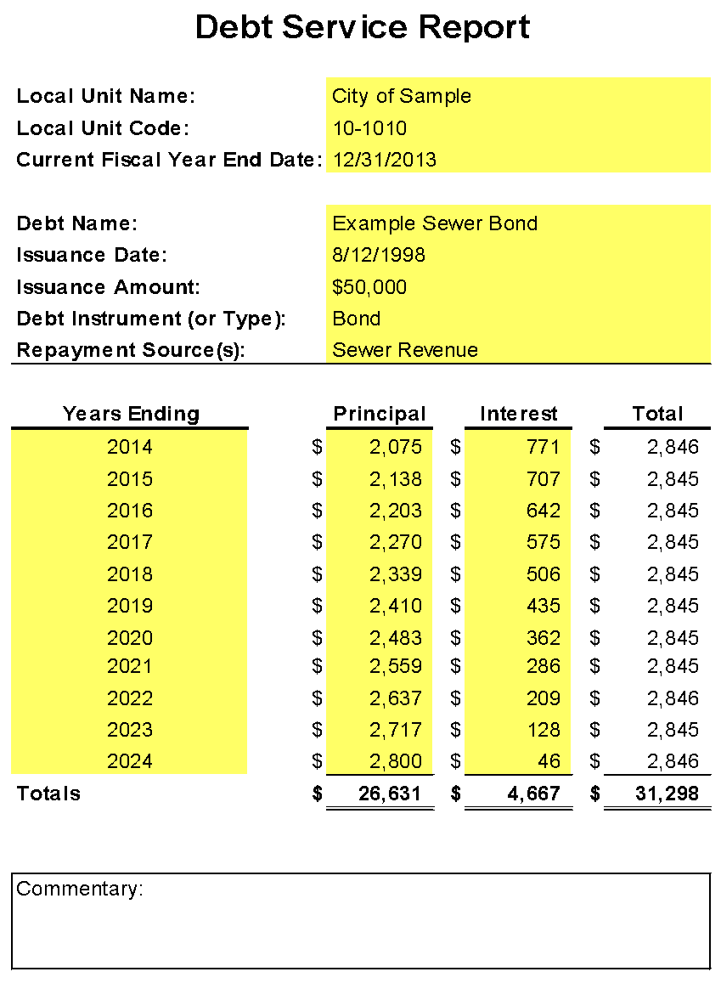 Debt Service Report
Local Unit Name: City of Sample
Local Unit Code: 10-1010
Current Fiscal Year End Date: 12/31/2013
Debt Name: Example Sewer Bond
Issuance Date: 8/12/1998
Issuance Amount: $50,000
Debt Instrument (or Type): Bond
Repayment Source(s): Sewer Revenue
Years Ending Principal Interest Total
2014 $ 2,075 $ 771 $ 2,846
2015 $ 2,138 $ 707 $ 2,845
2016 $ 2,203 $ 642 $ 2,845
2017 $ 2,270 $ 575 $ 2,845
2018 $ 2,339 $ 506 $ 2,845
2019 $ 2,410 $ 435 $ 2,845
2020 $ 2,483 $ 362 $ 2,845
2021 $ 2,559 $ 286 $ 2,845
2022 $ 2,637 $ 209 $ 2,846
2023 $ 2,717 $ 128 $ 2,845
2024 $ 2,800 $ 46 $ 2,846
Totals $ 26,631 $ 4,667 $ 31,298
Commentary: